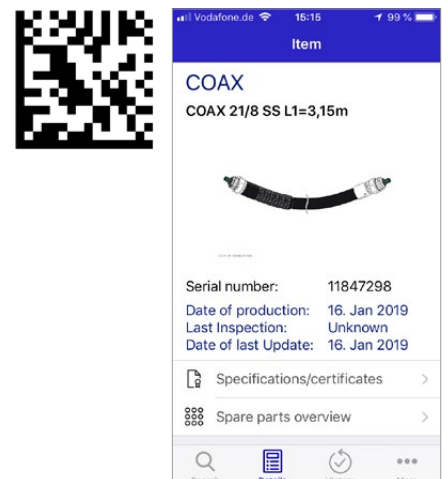 Vodafone.de 15:15 99 %
Item
COAX
COAX 21/8 SS L1=3,15m
Serial number: 11847298
Date of production: 16. Jan 2019
Last Inspection: Unknown
Date of last Update: 16. Jan 2019
Specifications/certificates
Spare parts overview